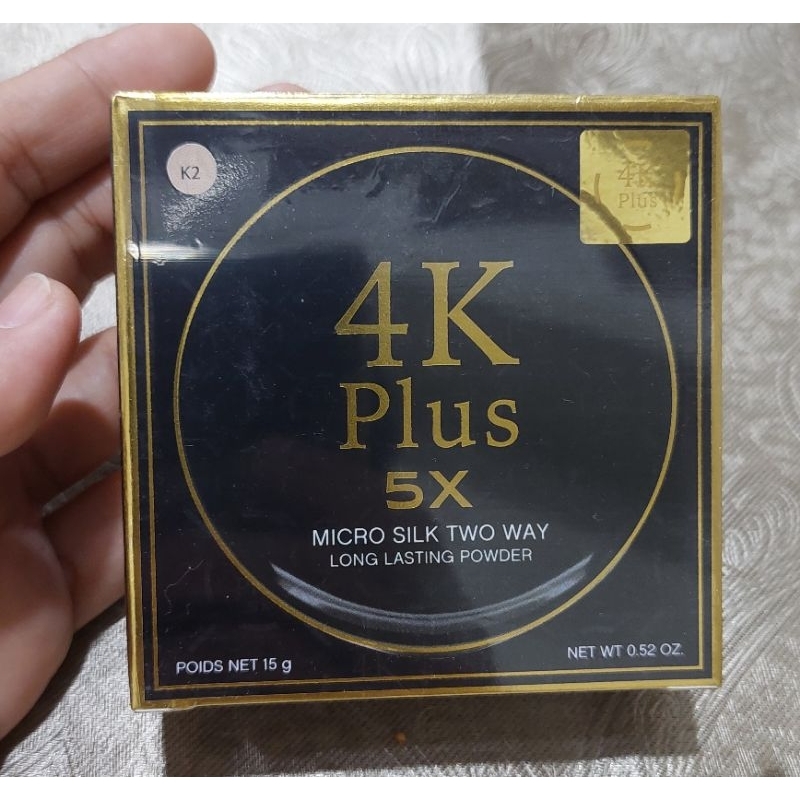 K2
4K
Plus
4K
Plus
5X
MICRO SILK TWO WAY
LONG LASTING POWDER
POIDS NET 15 g
NET WT 0.52 OZ.